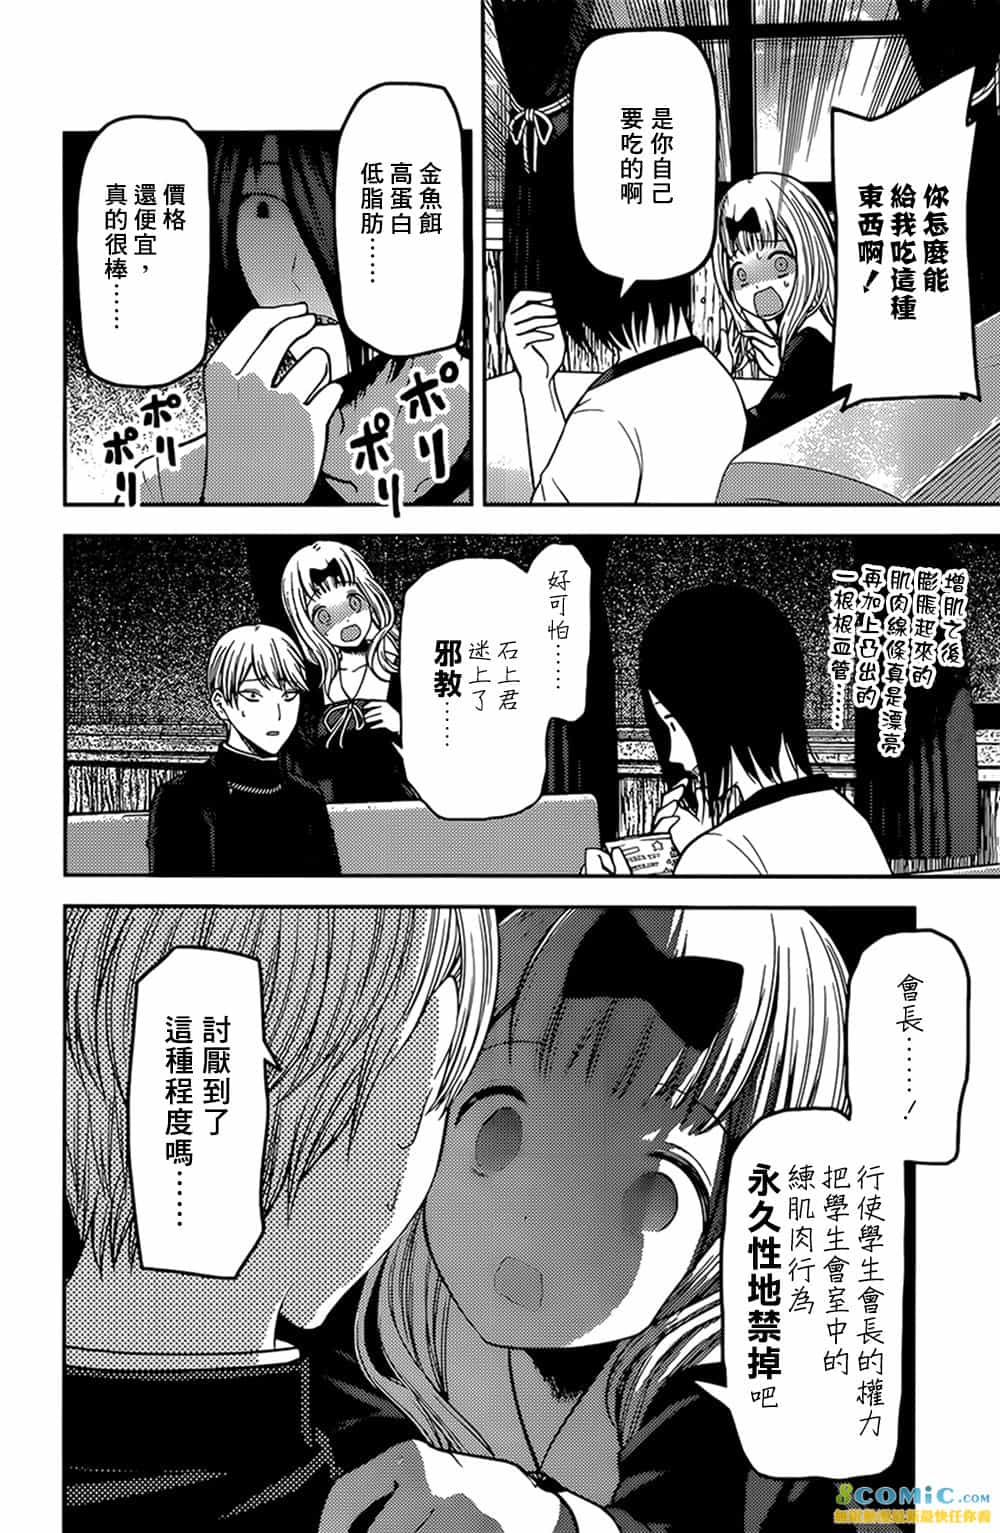 你怎麼能
給我吃這種
東西啊！
是你自己
要吃的啊
金魚餌
高蛋白
低脂肪……
價格
還便宜，
真的很棒……
ポリ
ポリ
ポリ
ポリ
增肌之後
膨脹起來的
肌肉線條真是漂亮
再加上凸出的
一根根血管……
好可怕……
石上君
迷上了
邪教……
會長……！
行使學生會長的權力
把學生會室中的
練肌肉行為
永久性地禁掉吧
討厭到了
這種程度嗎……
8COMIC.com